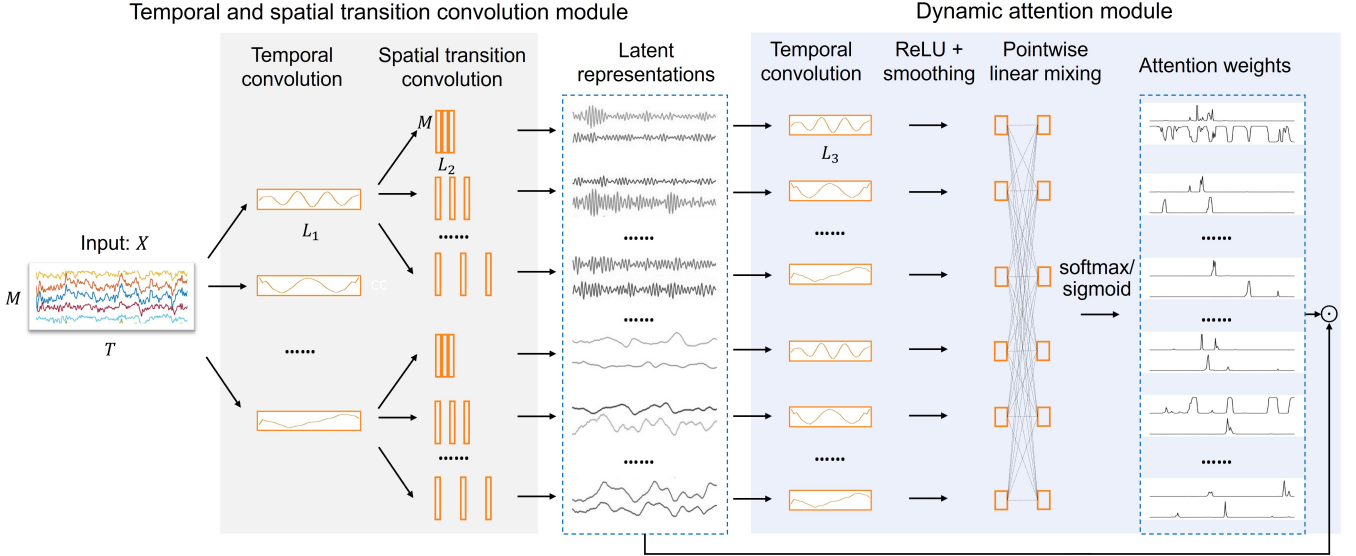 Temporal and spatial transition convolution module
Dynamic attention module
Temporal
convolution
Spatial transition
convolution
Latent
representations
Temporal
convolution
ReLU +
smoothing
Pointwise
linear mixing
Attention weights
M
L2
L1
Input: X
M
T
cc
......
......
......
......
......
......
L3
......
......
softmax/
sigmoid
......
......
......